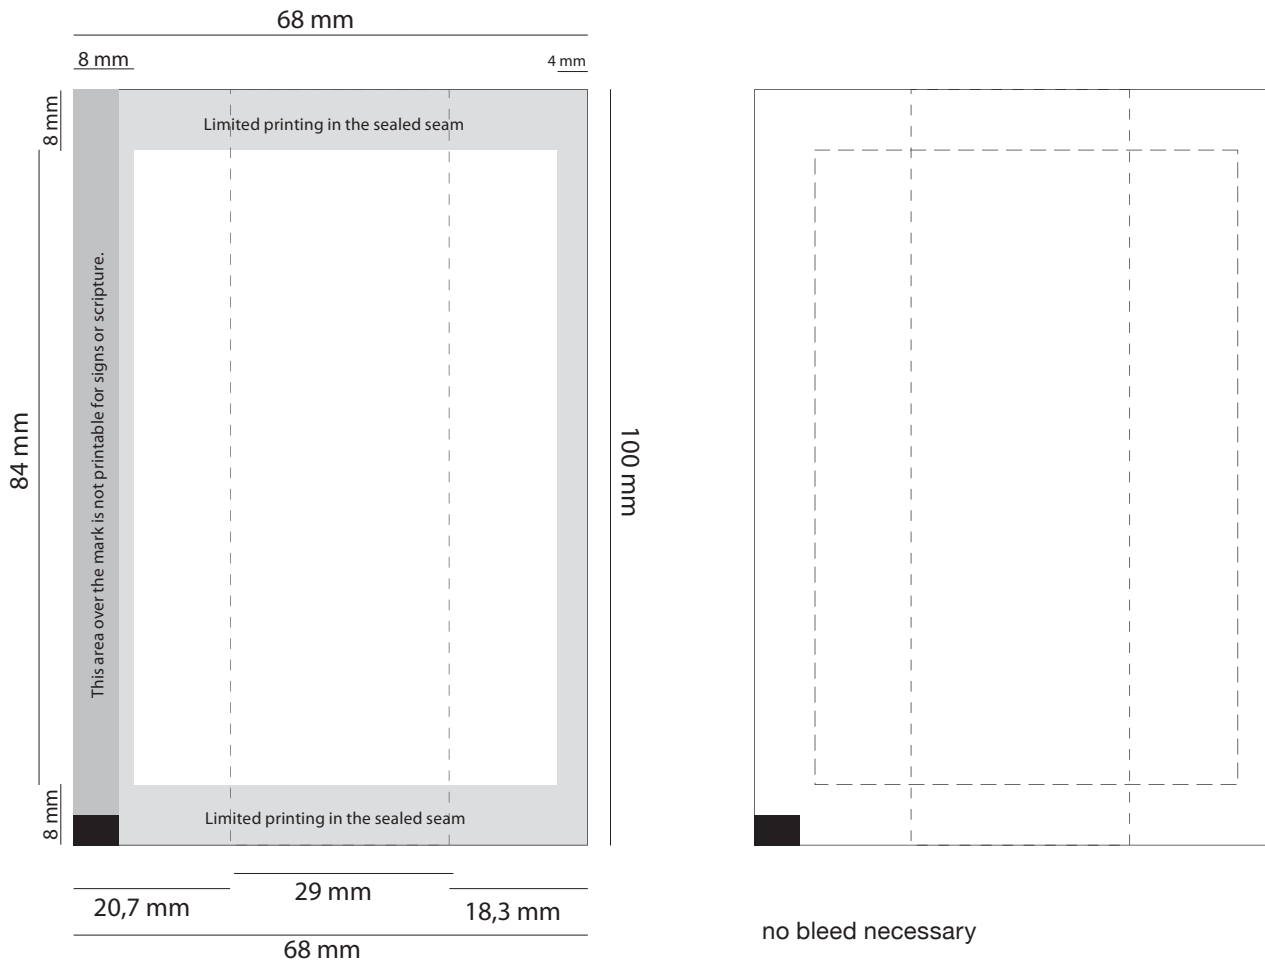 68 mm
8 mm
4 mm
8 mm
Limited printing in the sealed seam
This area over the mark is not printable for signs or scripture.
84 mm
100 mm
8 mm
Limited printing in the sealed seam
29 mm
20,7 mm
18,3 mm
68 mm
no bleed necessary